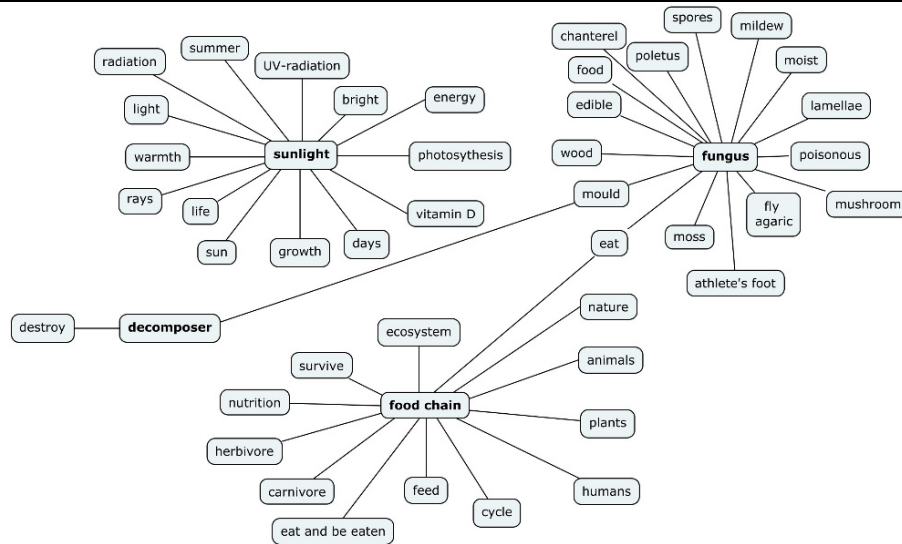 spores
summer
mildew
chanterel
poletus
radiation
UV-radiation
moist
food
bright
energy
light
edible
lamellae
warmth
sunlight
photosythesis
wood
fungus
poisonous
rays
mould
life
vitamin D
fly
agaric
mushroom
sun
growth
days
eat
moss
athlete's foot
nature
destroy
decomposer
ecosystem
survive
animals
nutrition
food chain
plants
herbivore
carnivore
feed
humans
cycle
eat and be eaten